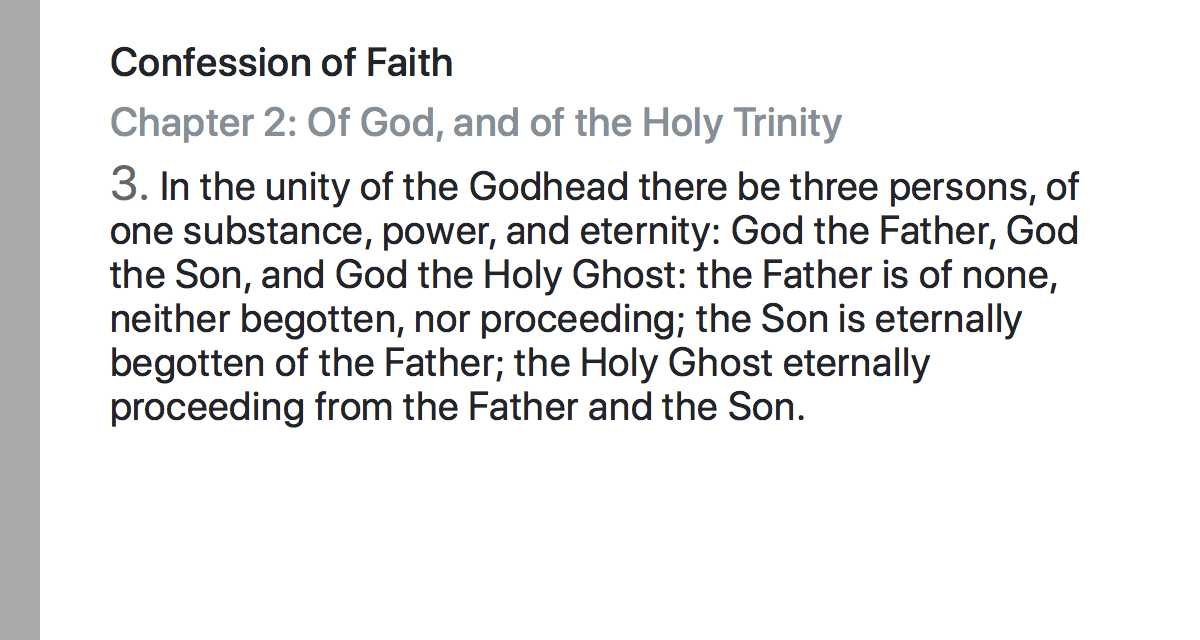 Confession of Faith
Chapter 2: Of God, and of the Holy Trinity
3. In the unity of the Godhead there be three persons, of
one substance, power, and eternity: God the Father, God
the Son, and God the Holy Ghost: the Father is of none,
neither begotten, nor proceeding; the Son is eternally
begotten of the Father; the Holy Ghost eternally
proceeding from the Father and the Son.